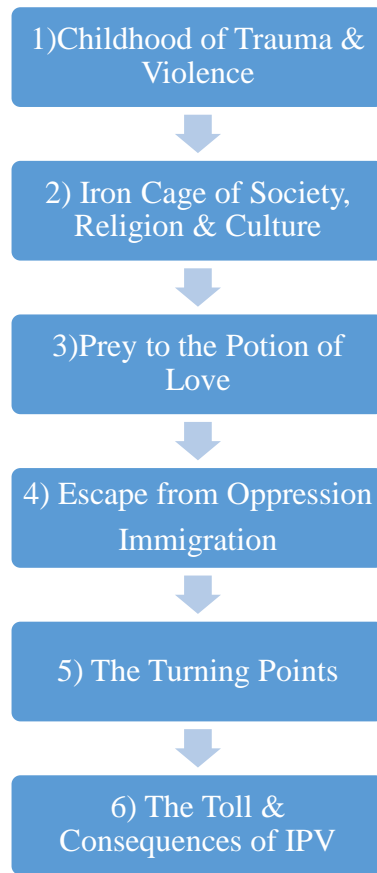 1)Childhood of Trauma &
Violence
2) Iron Cage of Society,
Religion & Culture
3)Prey to the Potion of
Love
4) Escape from Oppression
Immigration
5) The Turning Points
6) The Toll &
Consequences of IPV